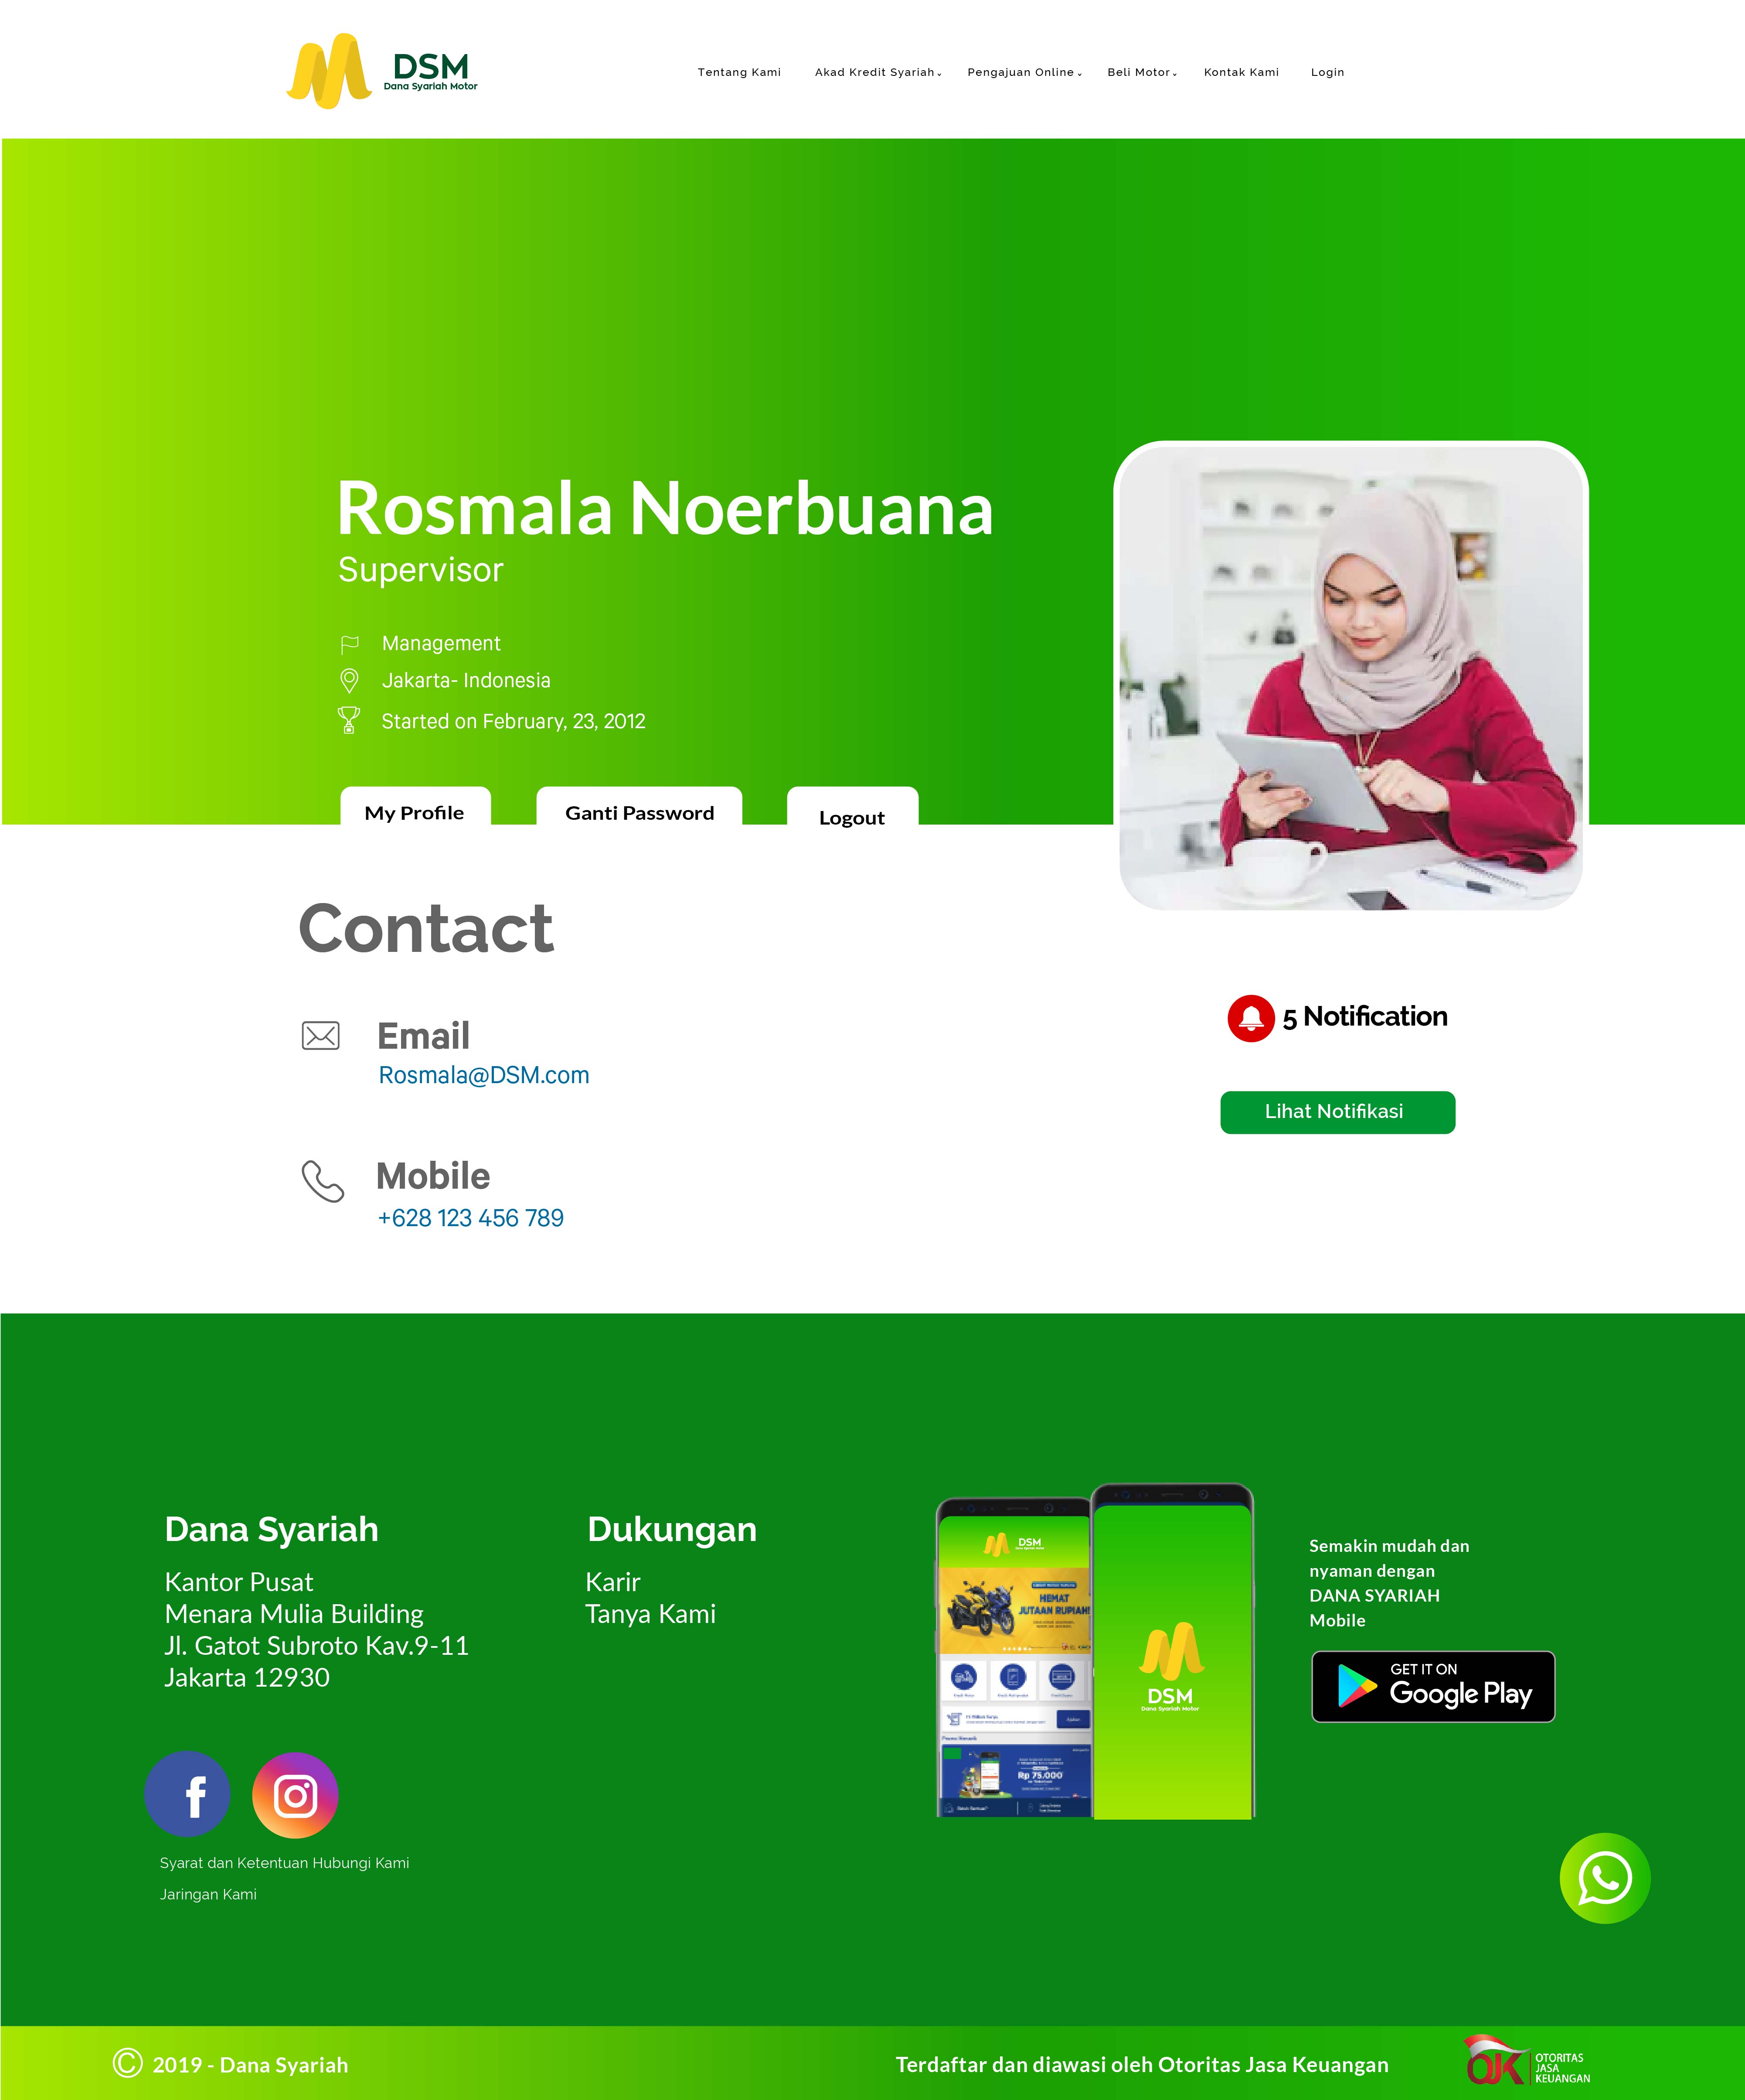 DSM
Dana Syariah Motor
Tentang Kami
Akad Kredit Syariah
Pengajuan Online
Beli Motor
Kontak Kami
Login
Rosmala Noerbuana
Supervisor
Management
Jakarta- Indonesia
Started on February, 23, 2012
My Profile
Ganti Password
Logout
Contact
Email
Rosmala@DSM.com
Mobile
+628 123 456 789
5 Notification
Lihat Notifikasi
Dana Syariah
Kantor Pusat
Menara Mulia Building
Jl. Gatot Subroto Kav.9-11
Jakarta 12930
Dukungan
Karir
Tanya Kami
DSM
Dana Syariah Motor
HEMAT
JUTAAN RUPIAH!
Rp 75.000
DSM
Dana Syariah Motor
Semakin mudah dan
nyaman dengan
DANA SYARIAH
Mobile
GET IT ON
Google Play
Syarat dan Ketentuan Hubungi Kami
Jaringan Kami
© 2019 - Dana Syariah
Terdaftar dan diawasi oleh Otoritas Jasa Keuangan
OJK
OTORITAS
JASA
KEUANGAN